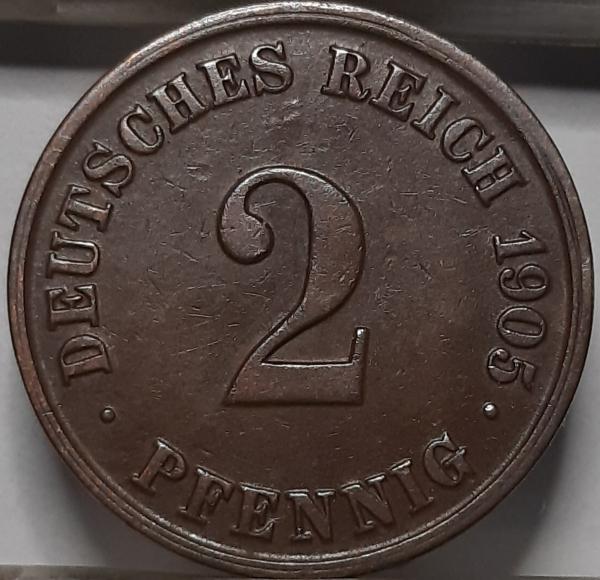 DEUTSCHES REICH 1905
2
· PFENNIG ·